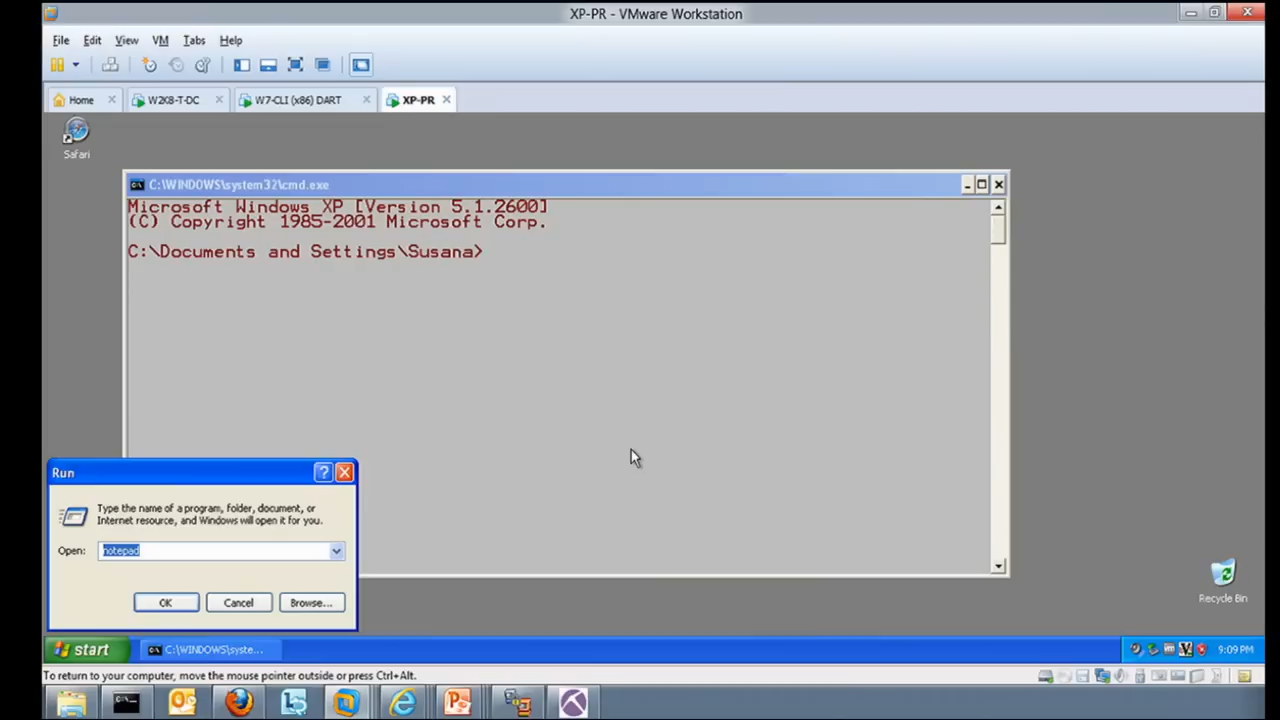 XP-PR - VMware Workstation
File Edit View VM Tabs Help
Home W2K8-T-DC W7-CLI (x86) DART XP-PR
Safari
C:\WINDOWS\system32\cmd.exe
Microsoft Windows XP [Version 5.1.2600]
(C) Copyright 1985-2001 Microsoft Corp.
C:\Documents and Settings\Susana>
Run
Type the name of a program, folder, document, or
Internet resource, and Windows will open it for you.
Open: notepad
OK Cancel Browse...
Recycle Bin
start C:\WINDOWS\syste... 9:09 PM
To return to your computer, move the mouse pointer outside or press Ctrl+Alt.